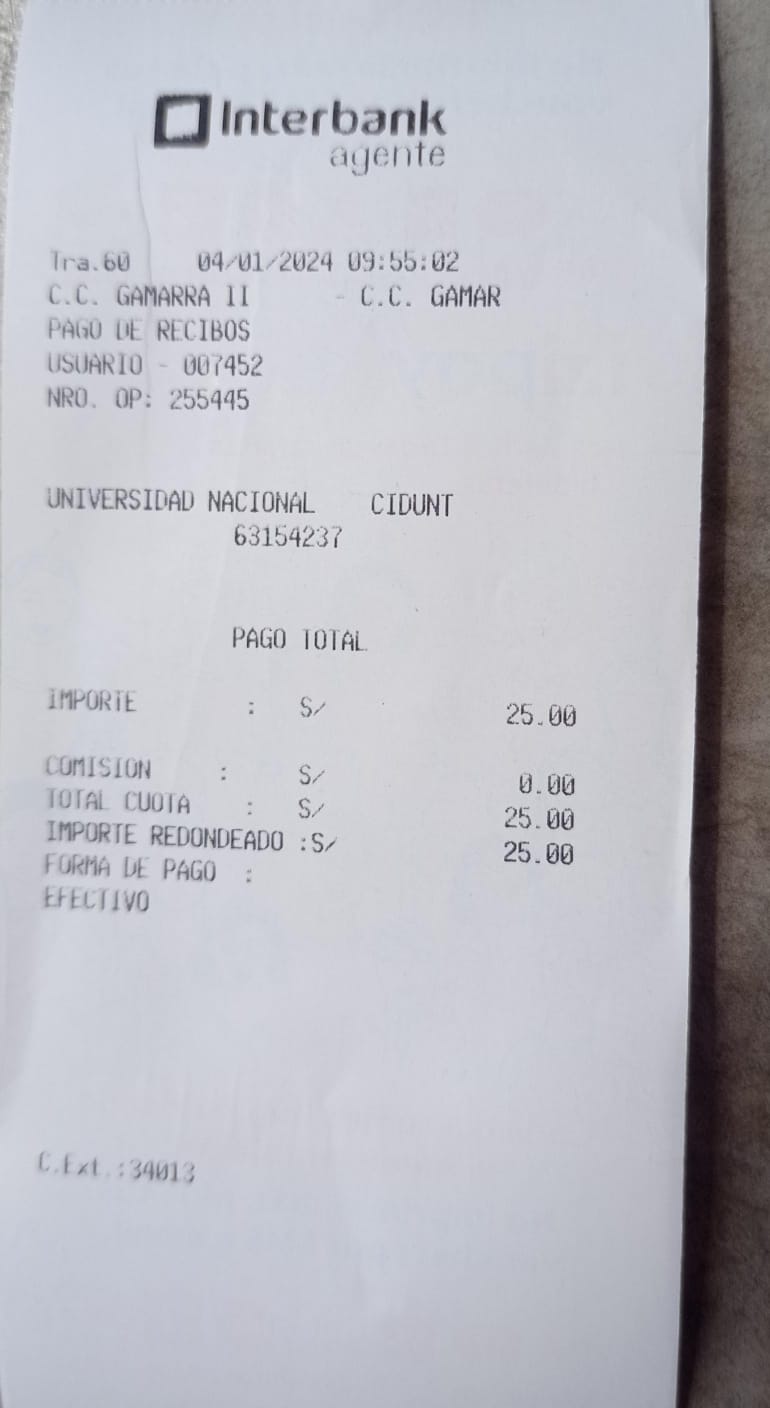 Interbank
agente
Tra.60 04/01/2024 09:55:02
C.C. GAMARRA II - C.C. GAMAR
PAGO DE RECIBOS
USUARIO - 007452
NRO. OP: 255445
UNIVERSIDAD NACIONAL CIDUNT
63154237
PAGO TOTAL
IMPORTE : S/ 25.00
COMISION : S/ 0.00
TOTAL CUOTA : S/ 25.00
IMPORTE REDONDEADO :S/ 25.00
FORMA DE PAGO :
EFECTIVO
C.Ext.:34013